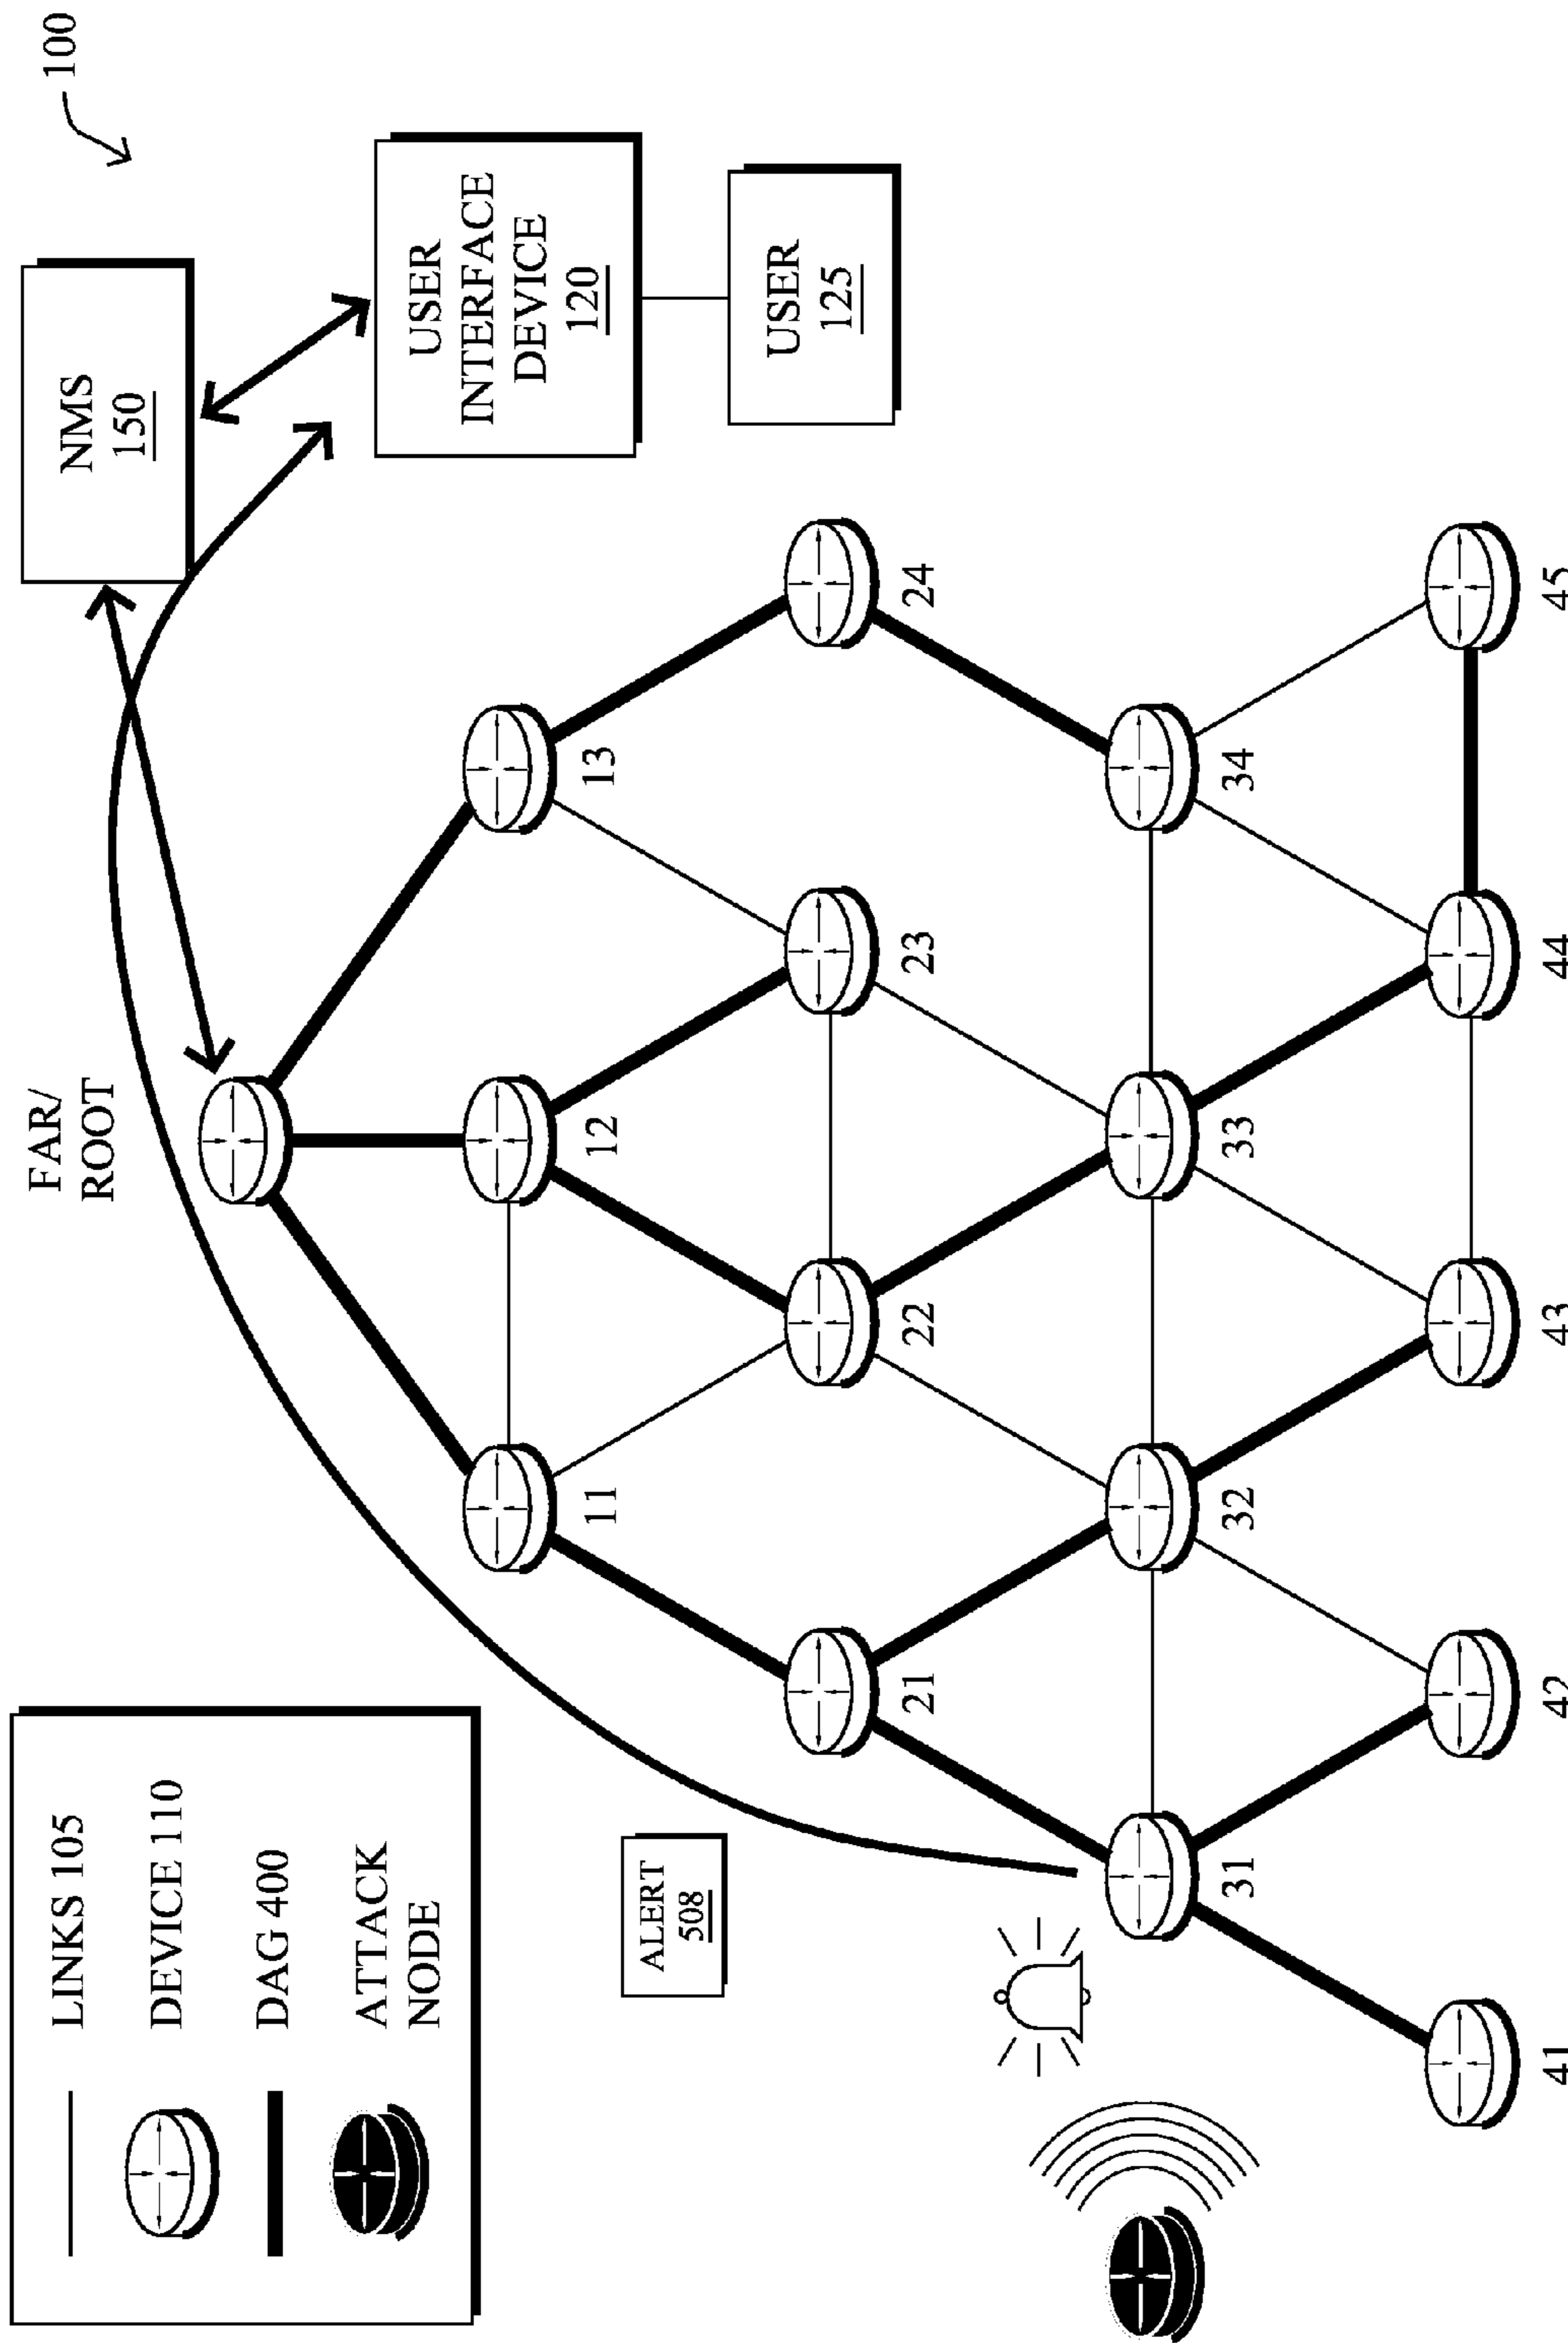 100
LINKS 105
DEVICE 110
DAG 400
ATTACK
NODE
FAR/
ROOT
NMS
150
USER
INTERFACE
DEVICE
120
USER
125
ALERT
508
11
12
13
21
22
23
24
31
32
33
34
41
42
43
44
45